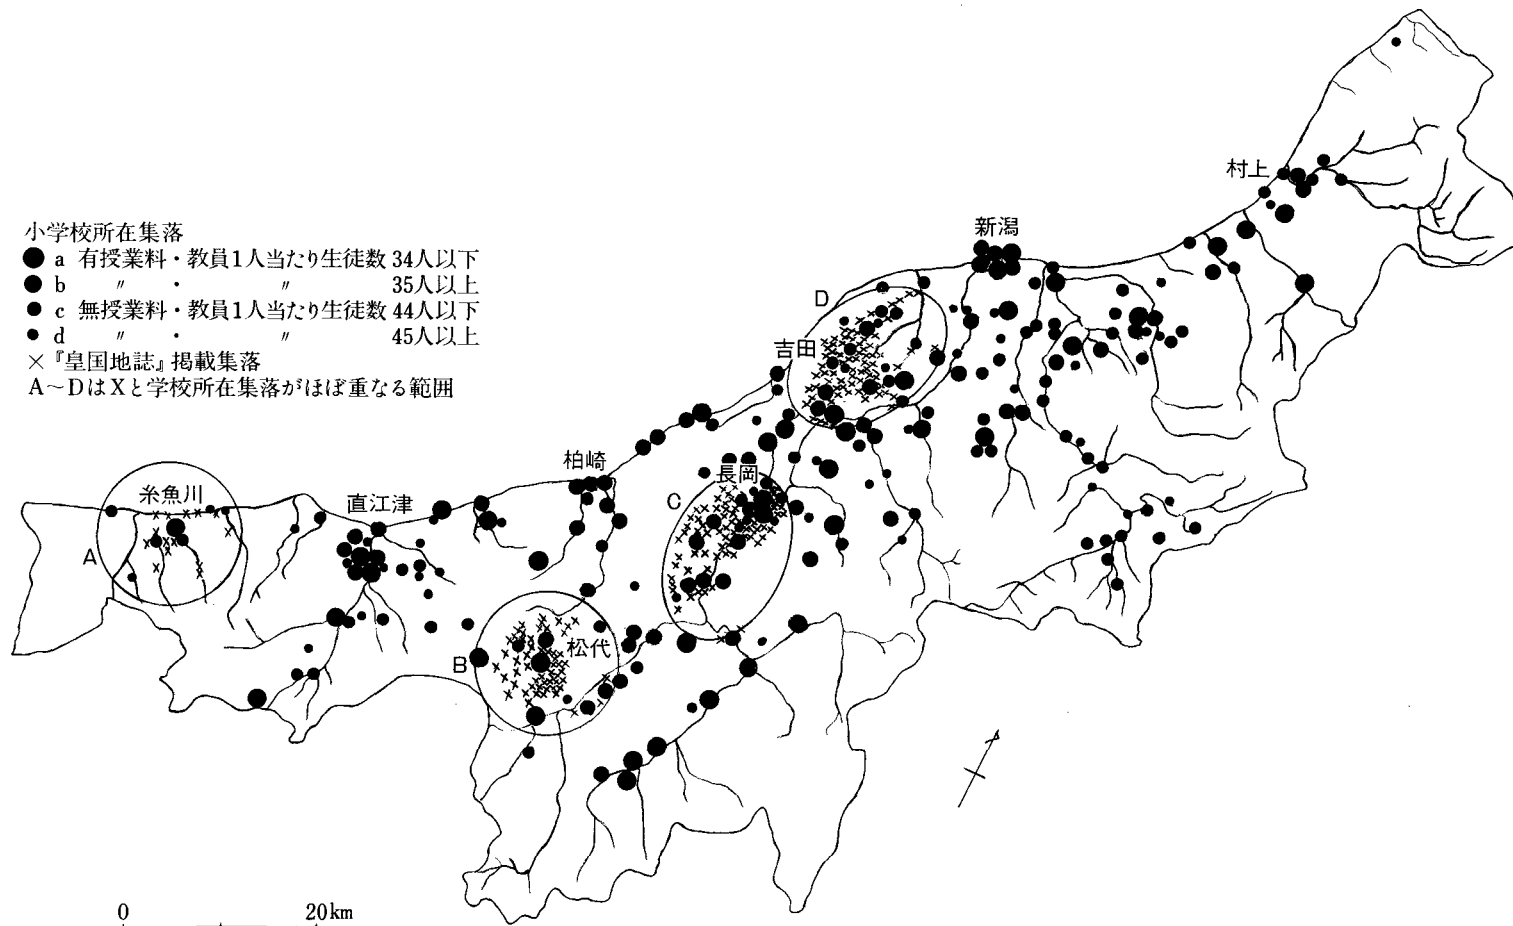 小学校所在集落
● a 有授業料・教員1人当たり生徒数 34人以下
● b 〃 ・ 〃 35人以上
● c 無授業料・教員1人当たり生徒数 44人以下
● d 〃 ・ 〃 45人以上
×『皇国地誌』掲載集落
A～DはXと学校所在集落がほぼ重なる範囲
村上
新潟
D
吉田
柏崎
長岡
C
糸魚川
直江津
A
松代
B
0 20km